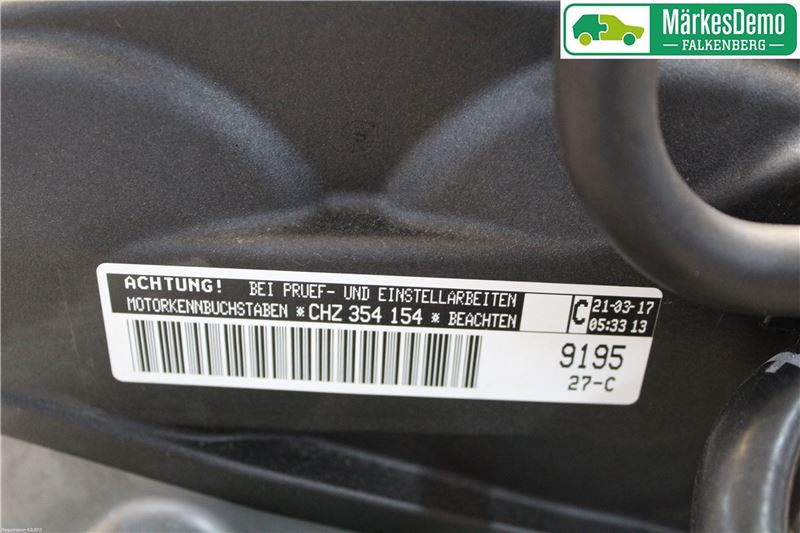 MärkesDemo
FALKENBERG
ACHTUNG! BEI PRUEF- UND EINSTELLARBEITEN
MOTORKENNBUCHSTABEN *CHZ 354 154* BEACHTEN
C
21-03-17
05:33 13
9195
27-C